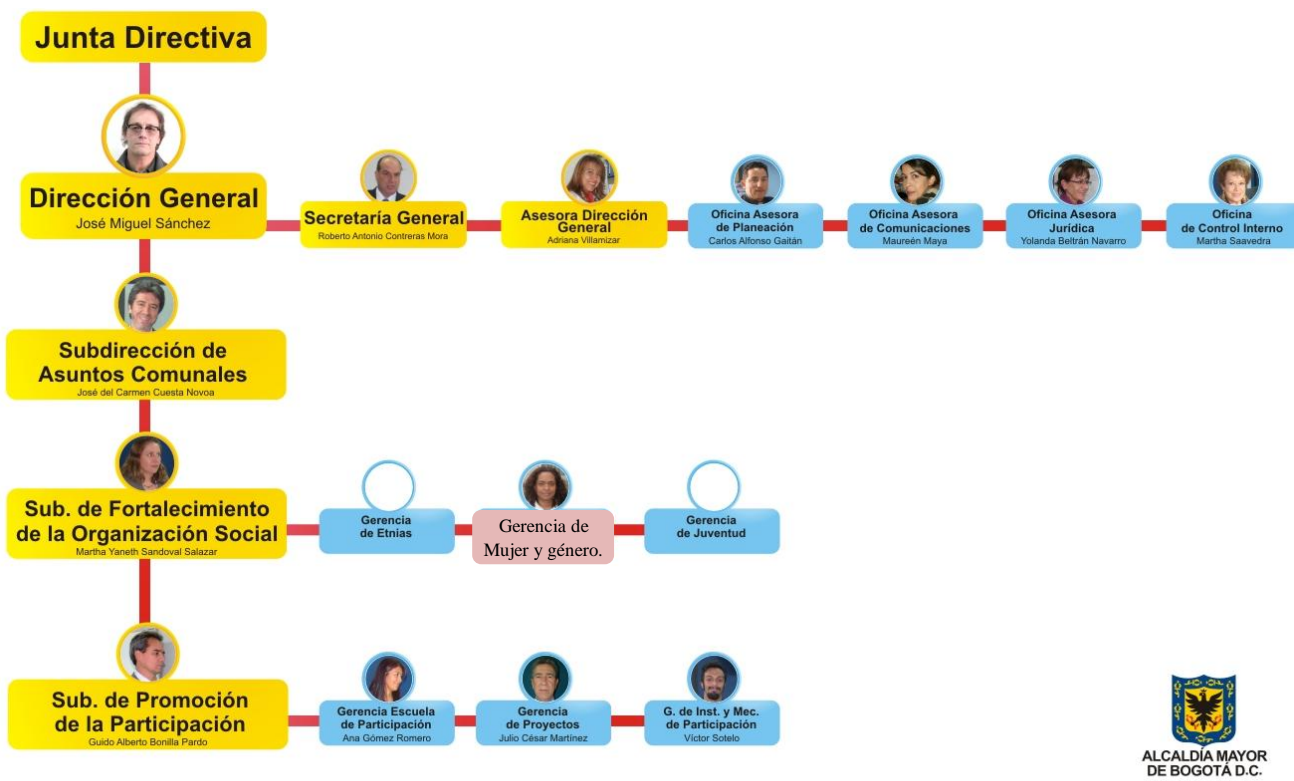 Junta Directiva
Dirección General
José Miguel Sánchez
Secretaría General
Roberto Antonio Contreras Mora
Asesora Dirección
General
Adriana Villamizar
Oficina Asesora
de Planeación
Carlos Alfonso Gaitán
Oficina Asesora
de Comunicaciones
Maureén Maya
Oficina Asesora
Jurídica
Yolanda Beltrán Navarro
Oficina
de Control Interno
Martha Saavedra
Subdirección de
Asuntos Comunales
José del Carmen Cuesta Novoa
Sub. de Fortalecimiento
de la Organización Social
Martha Yaneth Sandoval Salazar
Gerencia
de Etnias
Gerencia de
Mujer y género.
Gerencia
de Juventud
Sub. de Promoción
de la Participación
Guido Alberto Bonilla Pardo
Gerencia Escuela
de Participación
Ana Gómez Romero
Gerencia
de Proyectos
Julio César Martínez
G. de Inst. y Mec.
de Participación
Víctor Sotelo
ALCALDÍA MAYOR
DE BOGOTÁ D.C.